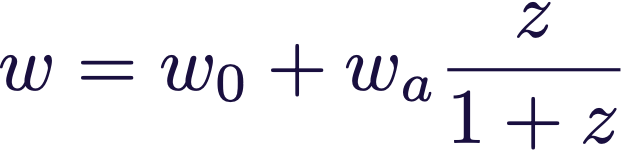 w = w_0 + w_a \frac{z}{1 + z}